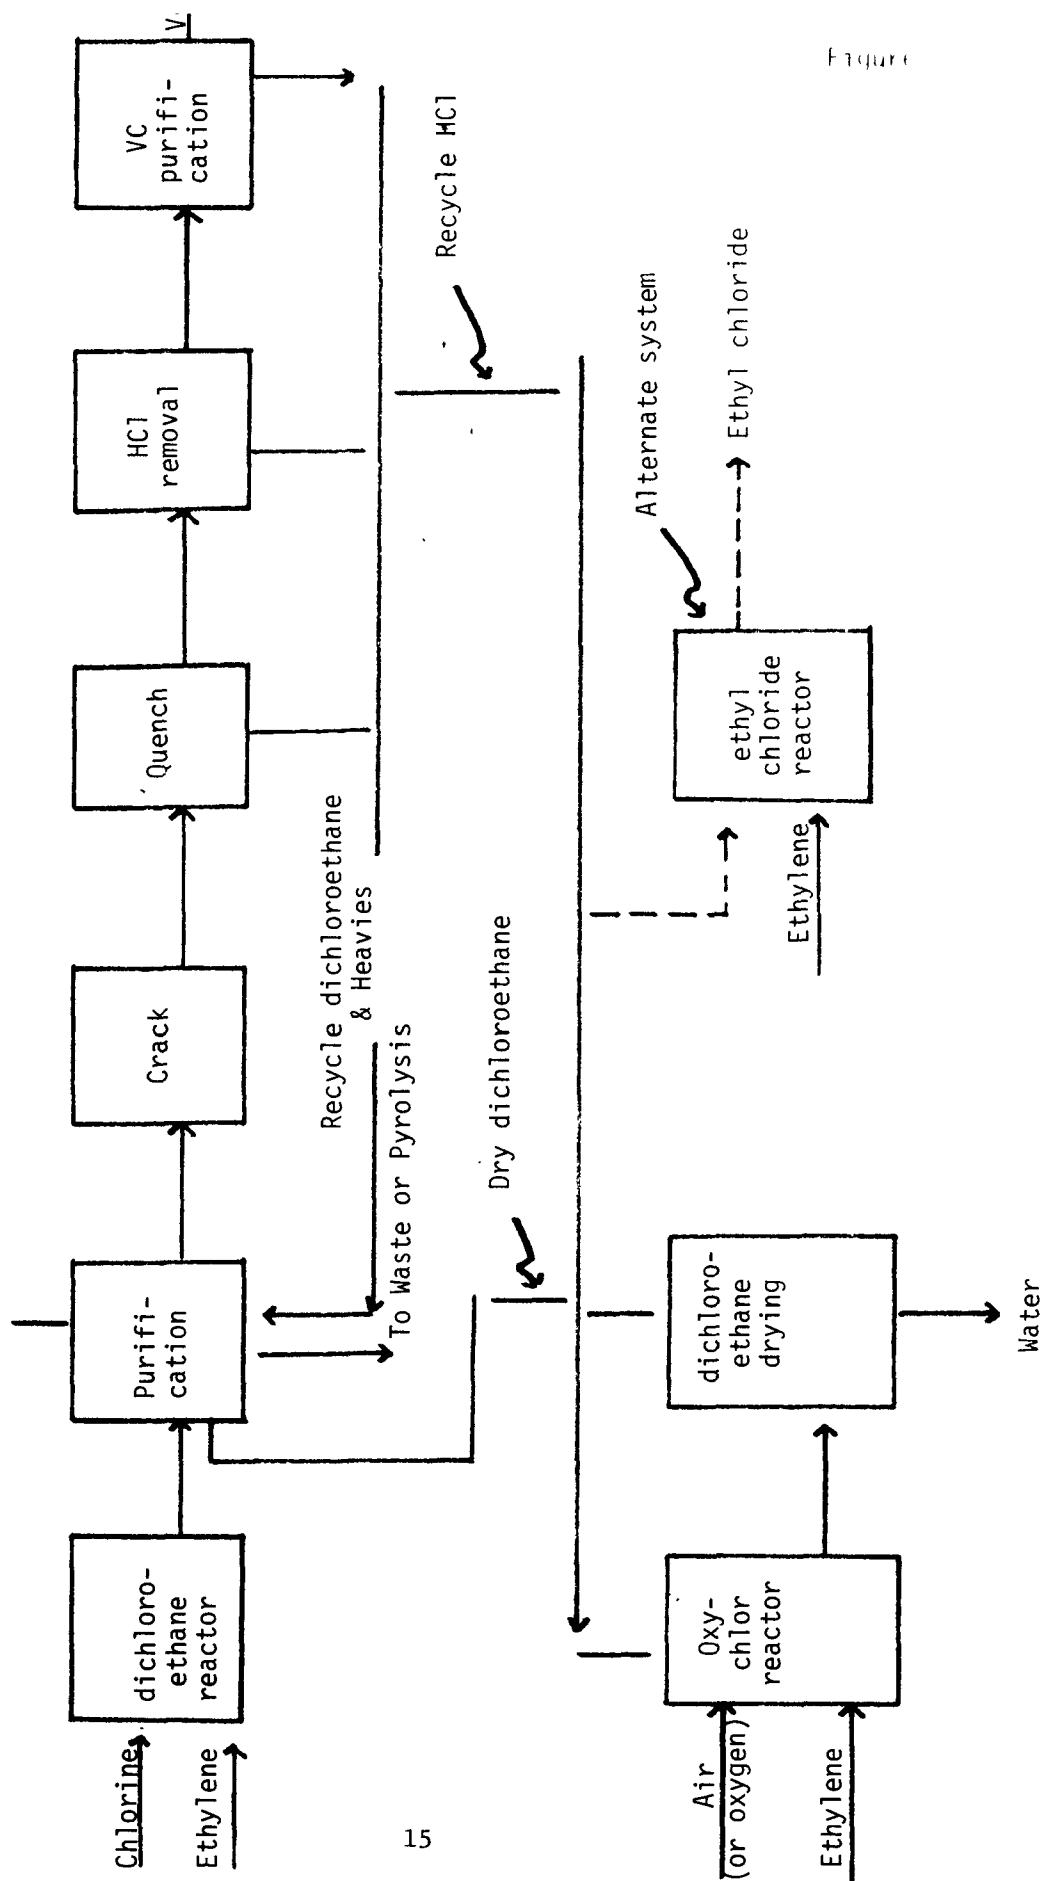 Figure
Chlorine
Ethylene
dichloro-
ethane
reactor
Purifi-
cation
Crack
Quench
HCl
removal
VC
purifi-
cation
V
Recycle dichloroethane
& Heavies
To Waste or Pyrolysis
Recycle HCl
Dry dichloroethane
Air
(or oxygen)
Ethylene
Oxy-
chlor
reactor
dichloro-
ethane
drying
Water
Ethylene
ethyl
chloride
reactor
Alternate system
Ethyl chloride
15